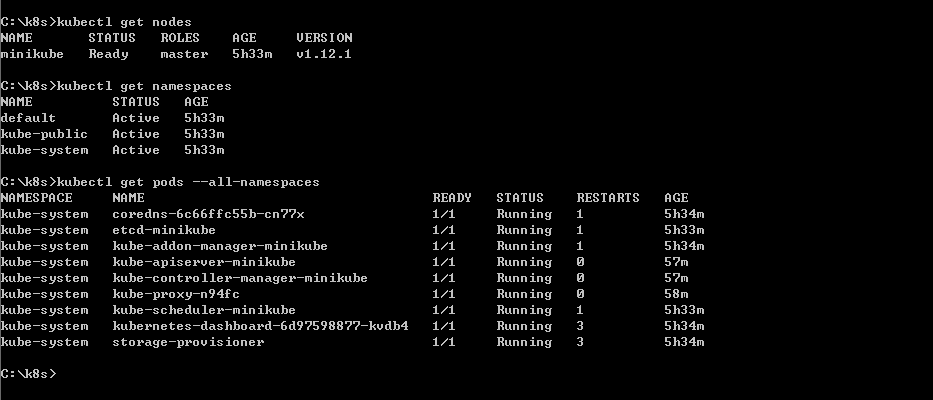 C:\k8s>kubectl get nodes
NAME       STATUS   ROLES    AGE     VERSION
minikube   Ready    master   5h33m   v1.12.1
C:\k8s>kubectl get namespaces
NAME          STATUS   AGE
default       Active   5h33m
kube-public   Active   5h33m
kube-system   Active   5h33m
C:\k8s>kubectl get pods --all-namespaces
NAMESPACE     NAME                                    READY   STATUS    RESTARTS   AGE
kube-system   coredns-6c66ffc55b-cn77x                1/1     Running   1          5h34m
kube-system   etcd-minikube                           1/1     Running   1          5h33m
kube-system   kube-addon-manager-minikube             1/1     Running   1          5h34m
kube-system   kube-apiserver-minikube                 1/1     Running   0          57m
kube-system   kube-controller-manager-minikube        1/1     Running   0          57m
kube-system   kube-proxy-n94fc                        1/1     Running   0          58m
kube-system   kube-scheduler-minikube                 1/1     Running   1          5h33m
kube-system   kubernetes-dashboard-6d97598877-kvdb4   1/1     Running   3          5h34m
kube-system   storage-provisioner                     1/1     Running   3          5h34m
C:\k8s>